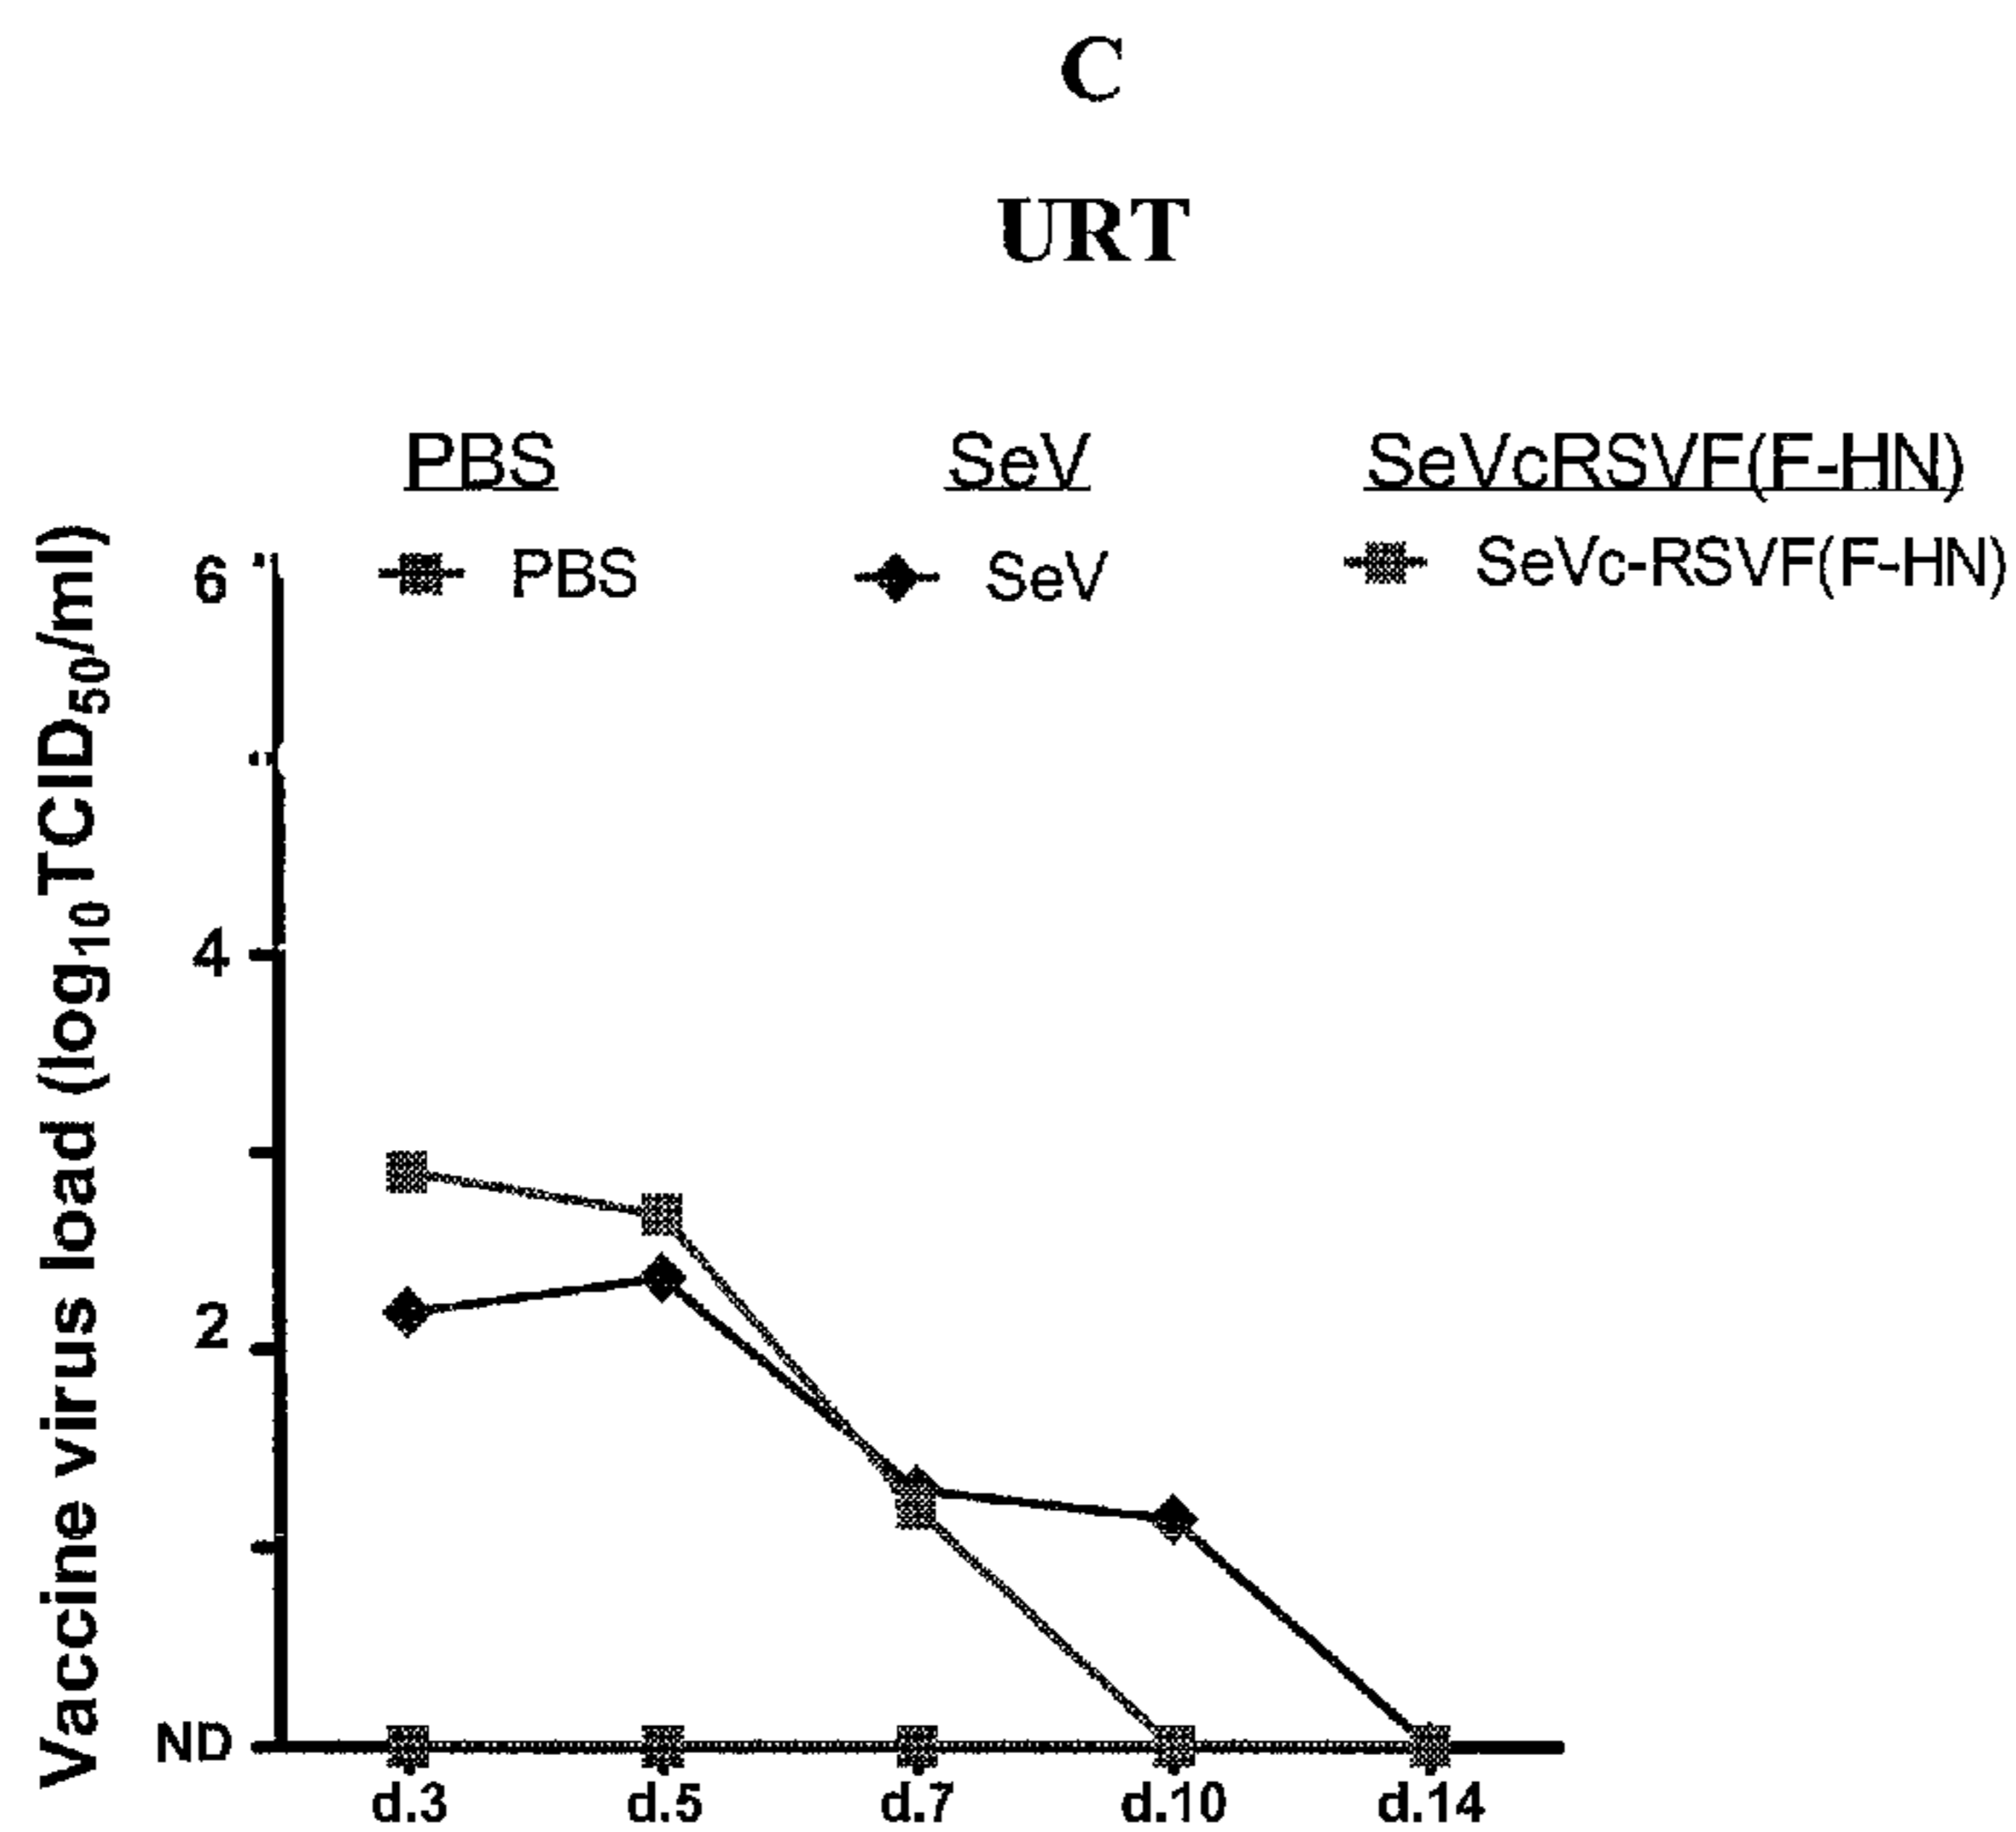 C
URT
PBS SeV SeVcRSVF(F-HN)
PBS SeV SeVc-RSVF(F-HN)
Vaccine virus load (log10TCID50/ml)
6
4
2
ND
d.3 d.5 d.7 d.10 d.14